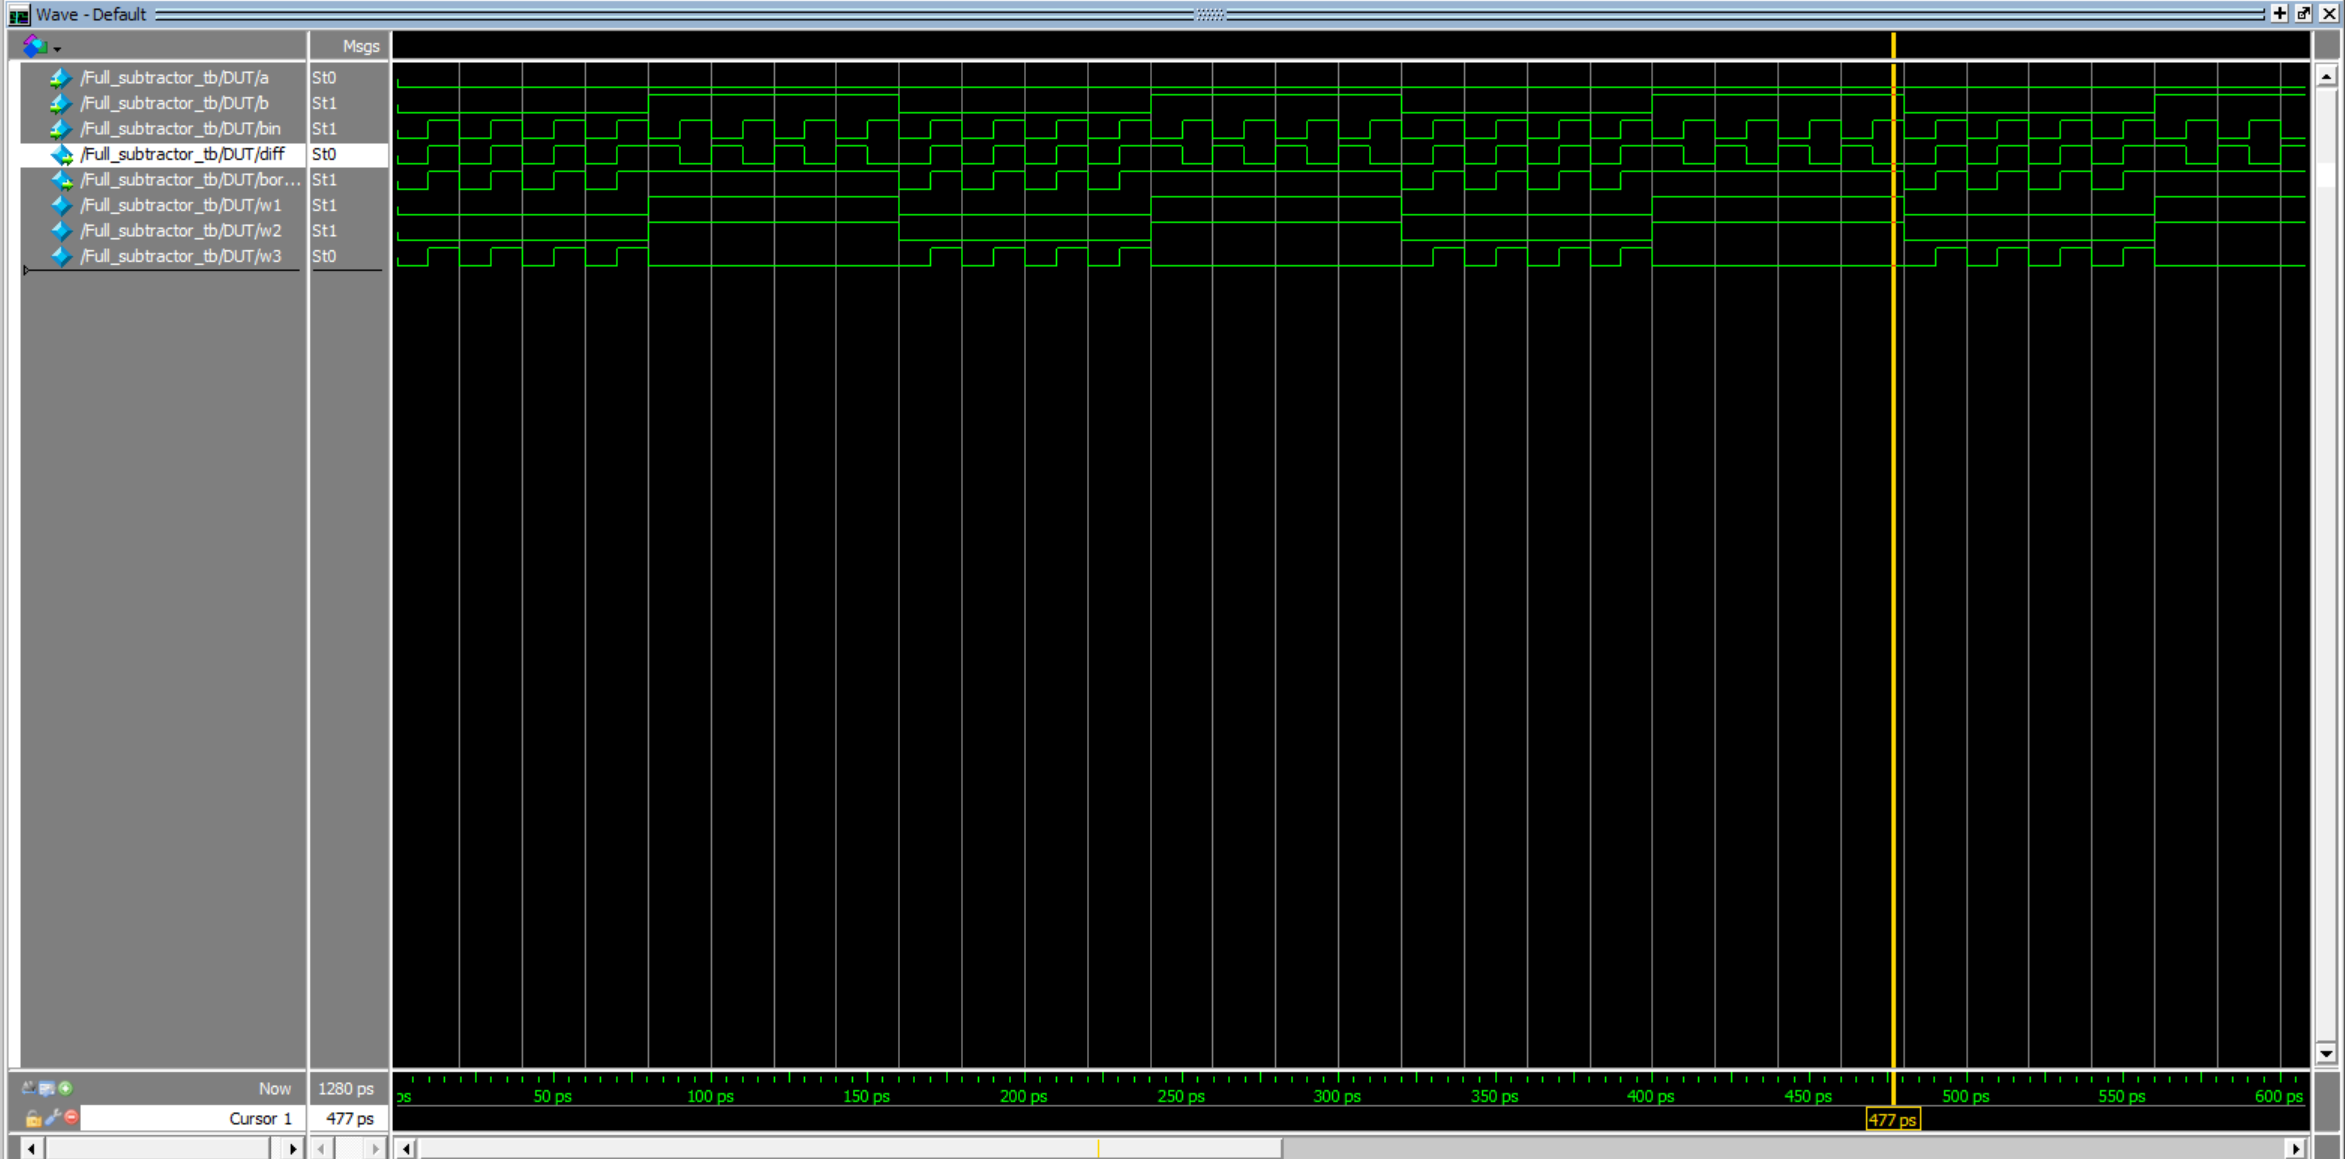 Wave - Default
Msgs
/Full_subtractor_tb/DUT/a St0
/Full_subtractor_tb/DUT/b St1
/Full_subtractor_tb/DUT/bin St1
/Full_subtractor_tb/DUT/diff St0
/Full_subtractor_tb/DUT/bor... St1
/Full_subtractor_tb/DUT/w1 St1
/Full_subtractor_tb/DUT/w2 St1
/Full_subtractor_tb/DUT/w3 St0
Now 1280 ps
ps 50 ps 100 ps 150 ps 200 ps 250 ps 300 ps 350 ps 400 ps 450 ps 500 ps 550 ps 600 ps
Cursor 1 477 ps 477 ps